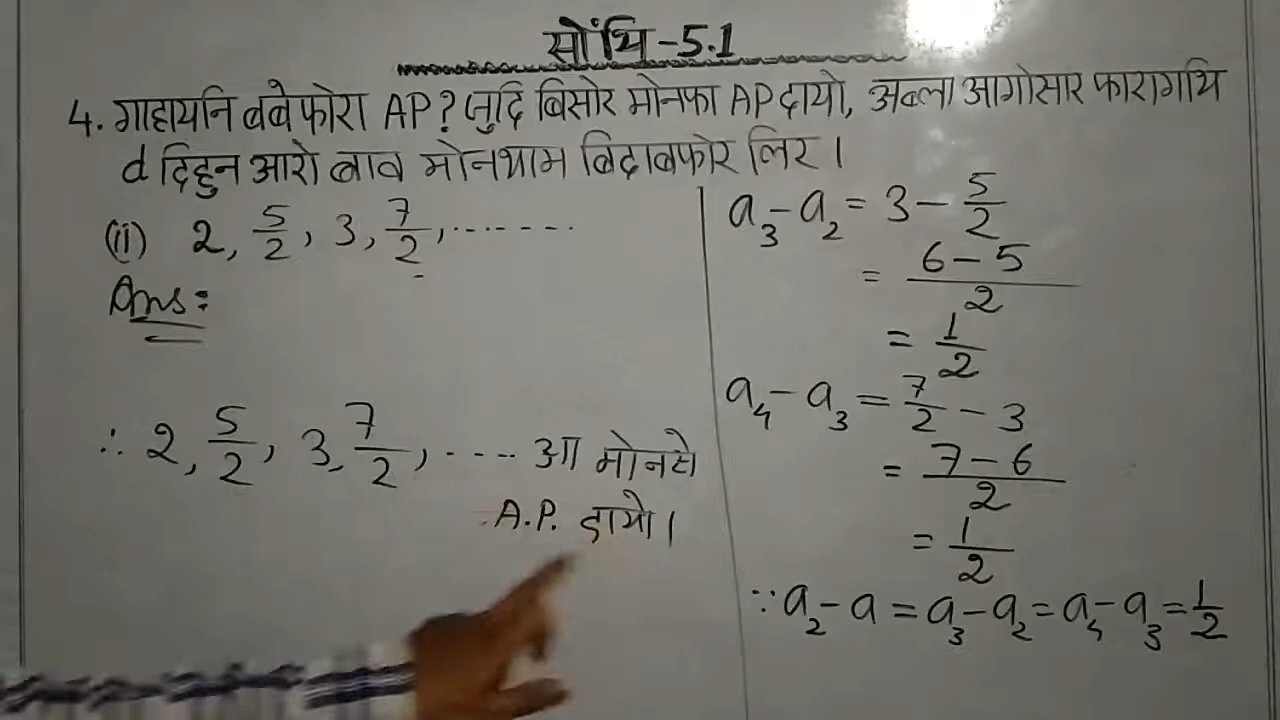 सोंथि-5.1
4. गाहायनि बबेफोरा AP? जुदि बिसोर मोनफा AP दायो, अब्ला आगोसार फारागथि
d दिहुन आरो बाव मोनथाम बिदाबफोर लिर।
(ii) 2, 5/2, 3, 7/2, .......
Ans:
∴ 2, 5/2, 3, 7/2, .... आ मोनसे
A.P. दायो।
a₃ - a₂ = 3 - 5/2
= (6-5)/2
= 1/2
a₄ - a₃ = 7/2 - 3
= (7-6)/2
= 1/2
∵ a₂ - a = a₃ - a₂ = a₄ - a₃ = 1/2